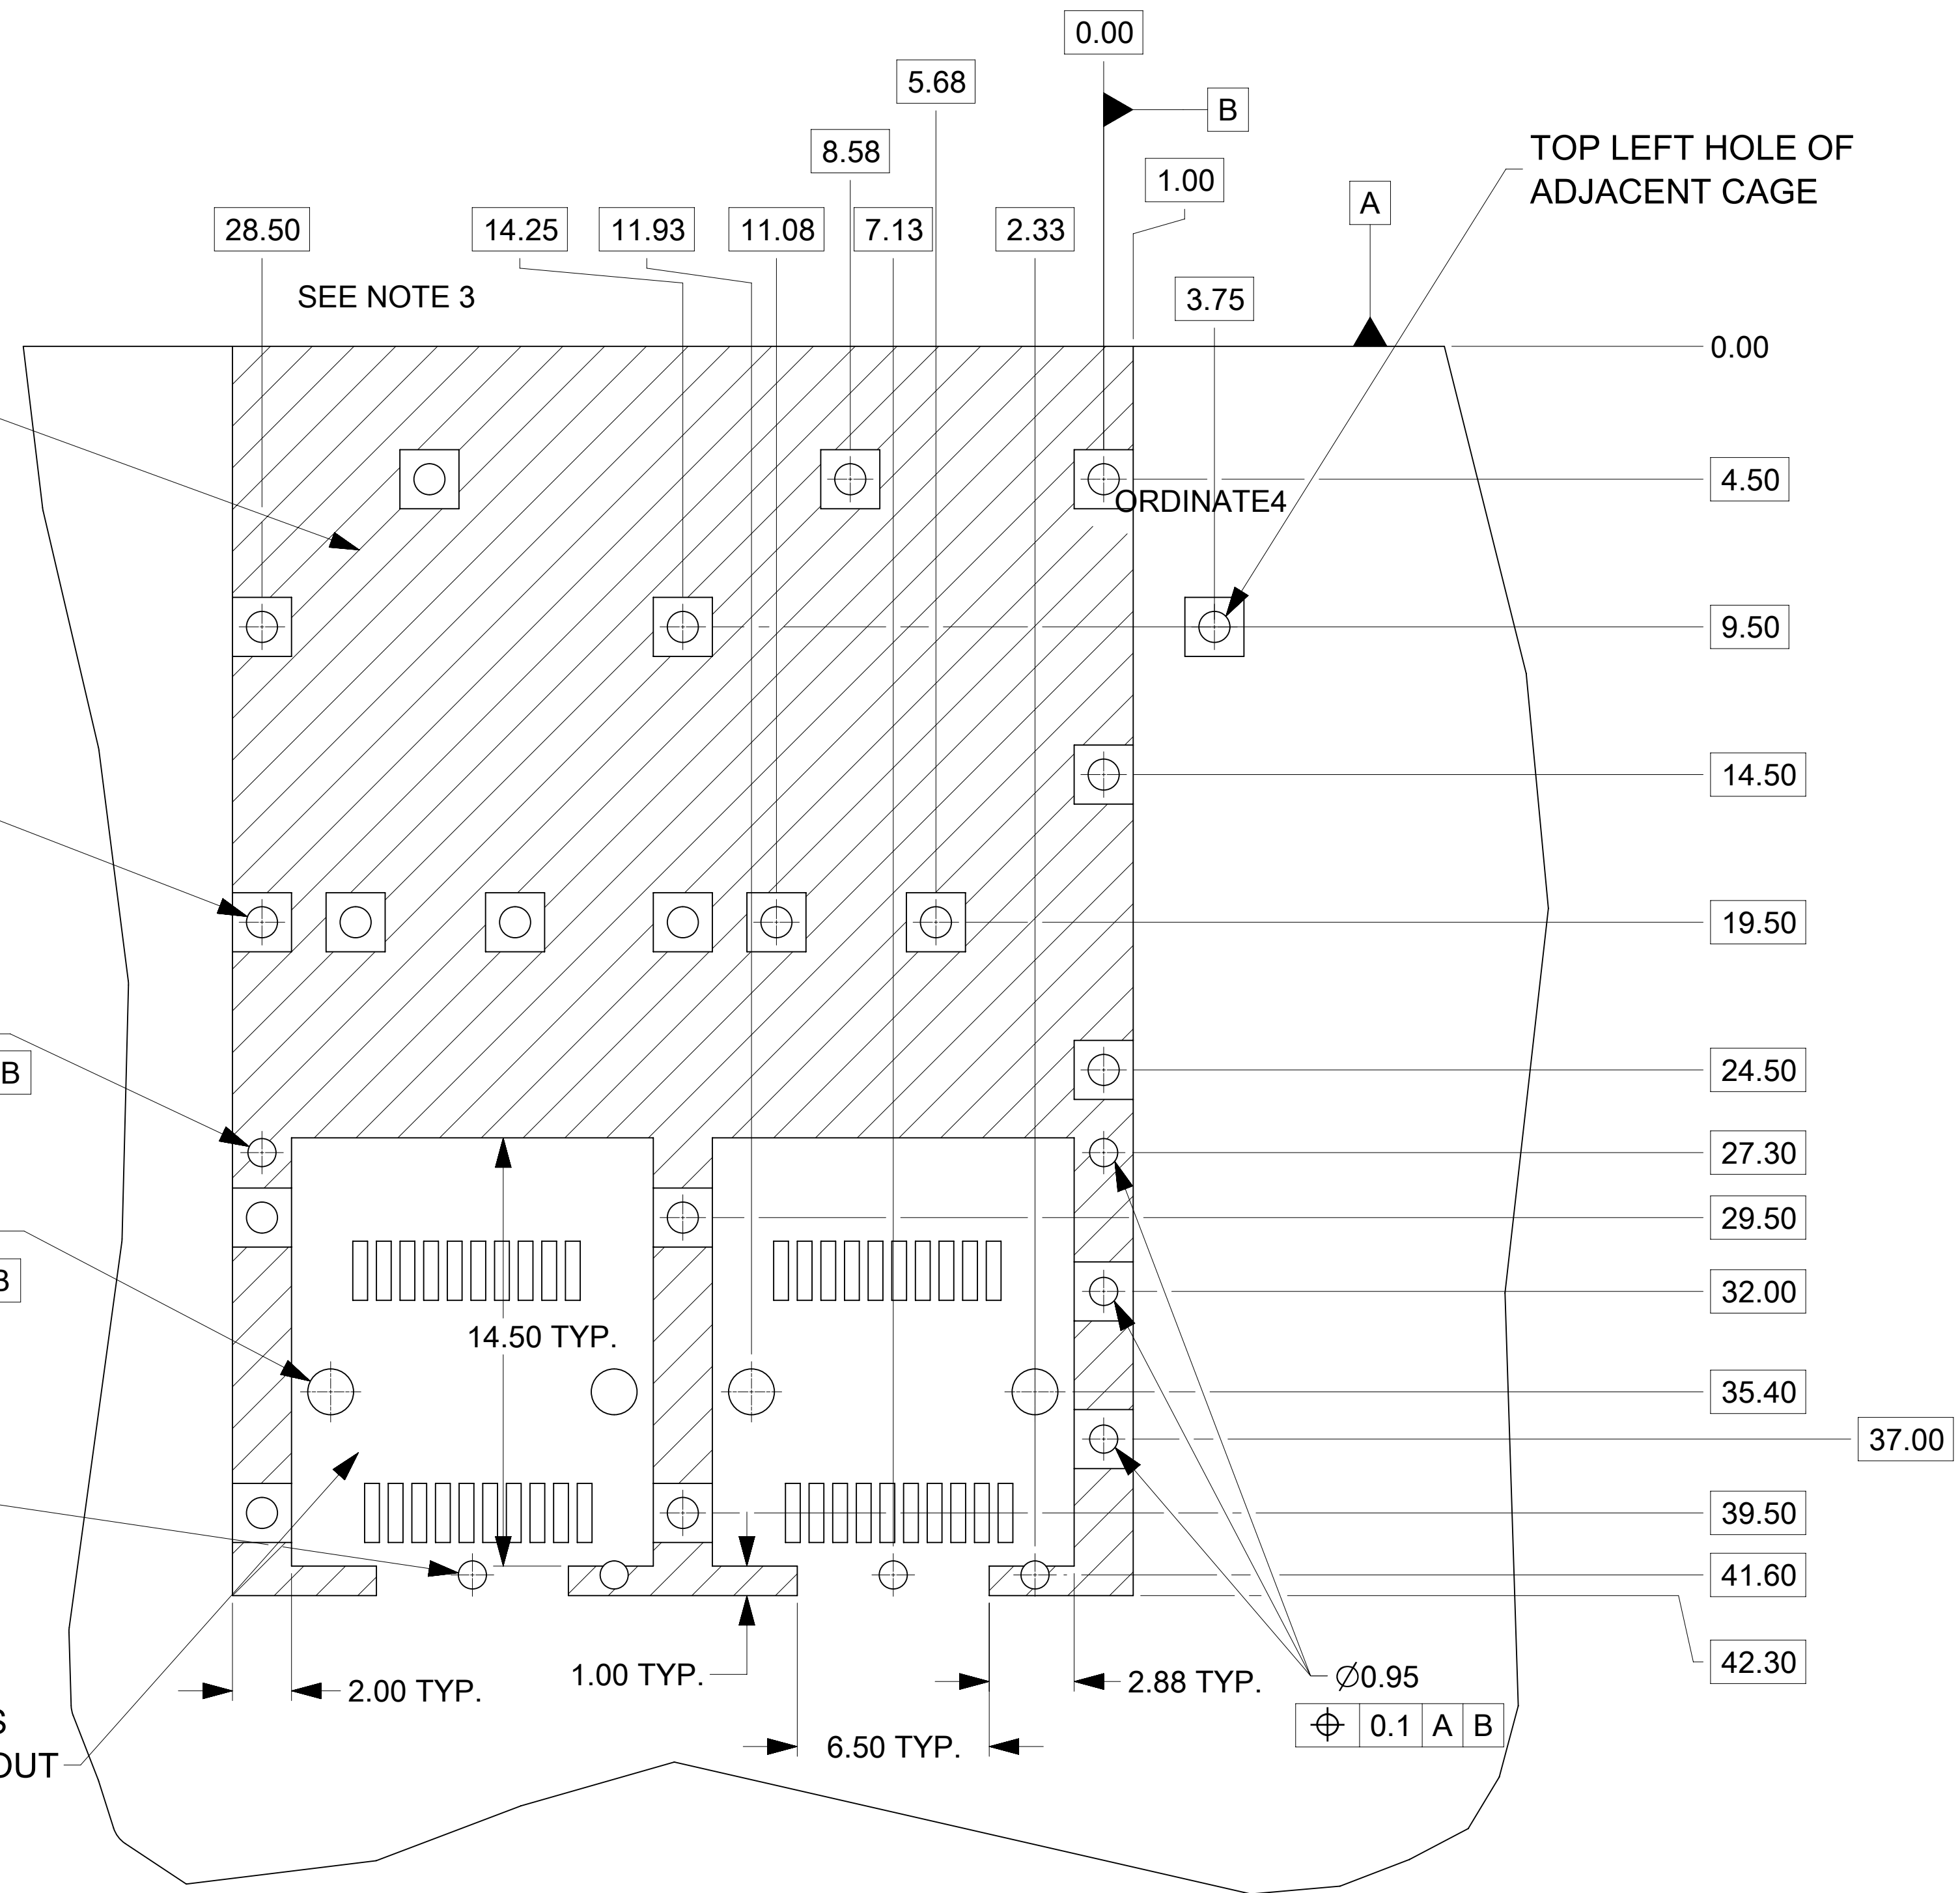 0.00
5.68
B
8.58
TOP LEFT HOLE OF
ADJACENT CAGE
1.00
A
28.50
14.25
11.93
11.08
7.13
2.33
SEE NOTE 3
3.75
0.00
4.50
ORDINATE4
9.50
14.50
19.50
24.50
B
27.30
29.50
B
32.00
14.50 TYP.
35.40
37.00
39.50
41.60
42.30
1.00 TYP.
2.00 TYP.
2.88 TYP.
Ø0.95
⌖ 0.1 A B
S
OUT
6.50 TYP.